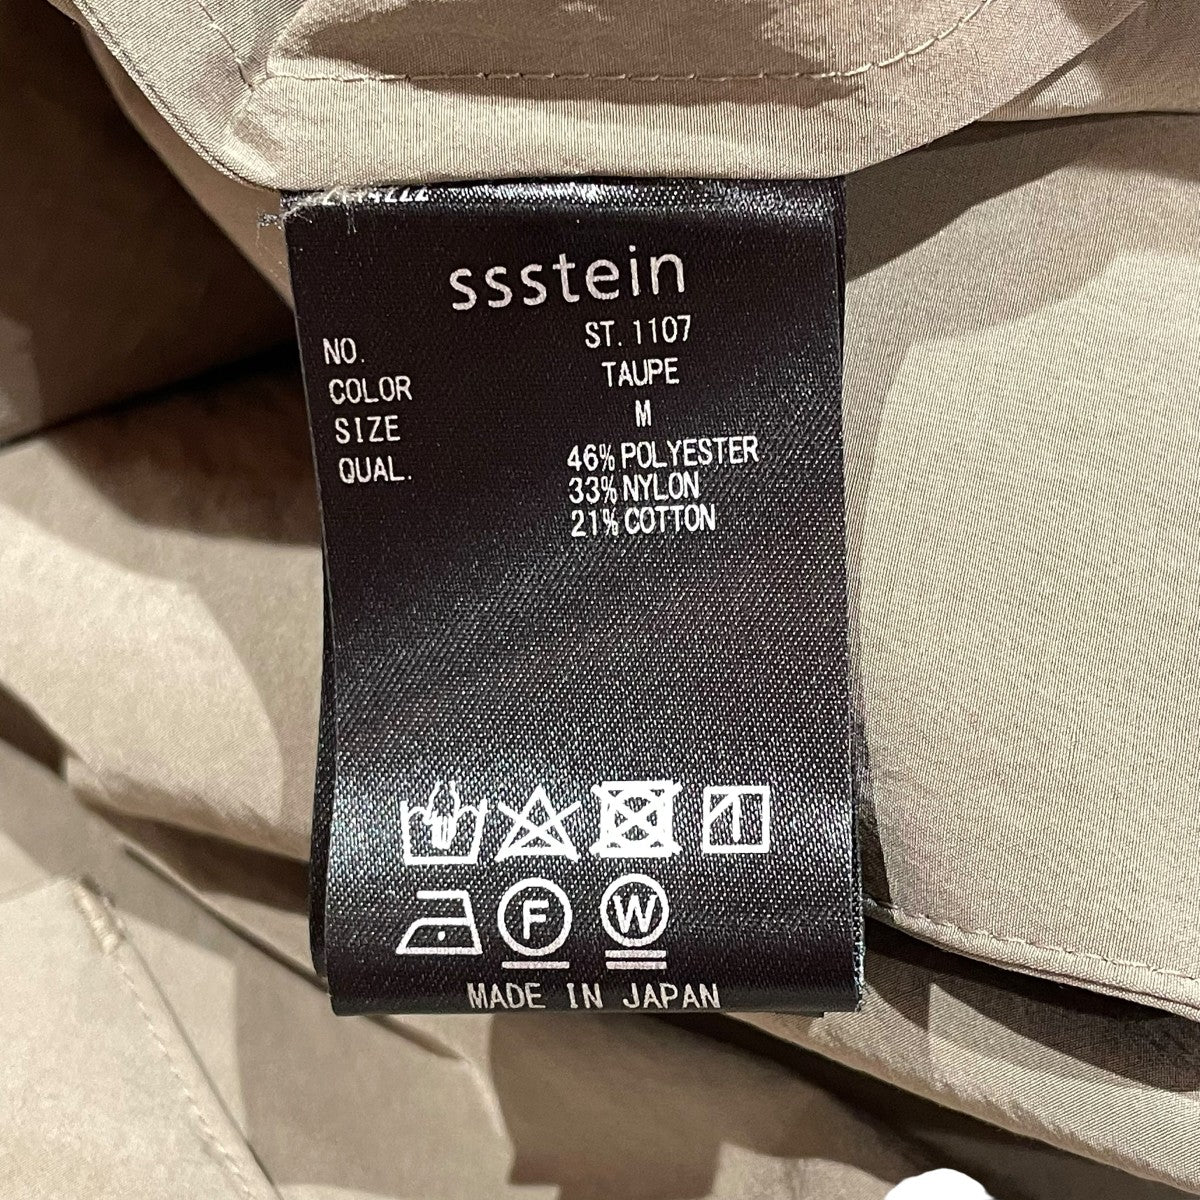 ssstein
NO. ST. 1107
COLOR TAUPE
SIZE M
QUAL. 46% POLYESTER
33% NYLON
21% COTTON
F W
MADE IN JAPAN